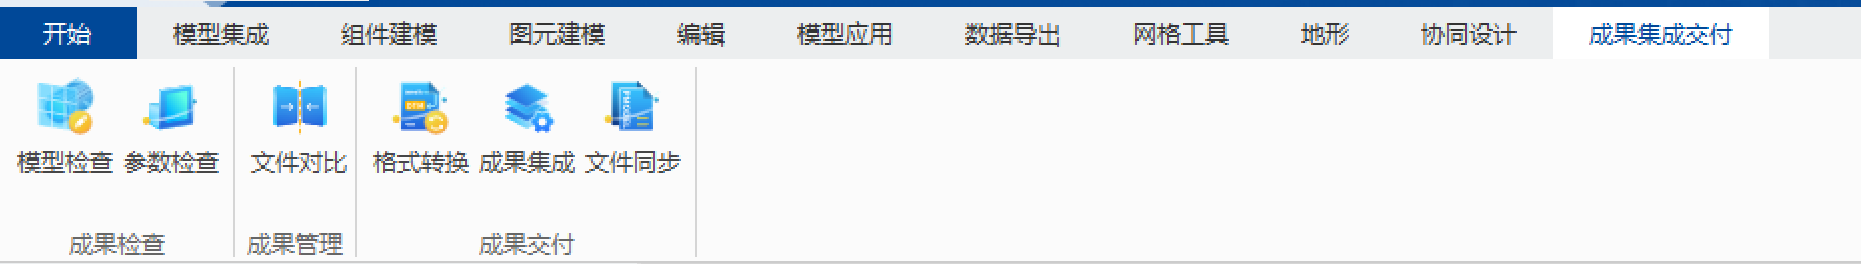 开始 模型集成 组件建模 图元建模 编辑 模型应用 数据导出 网格工具 地形 协同设计 成果集成交付
模型检查 参数检查 文件对比 格式转换 成果集成 文件同步
成果检查 成果管理 成果交付